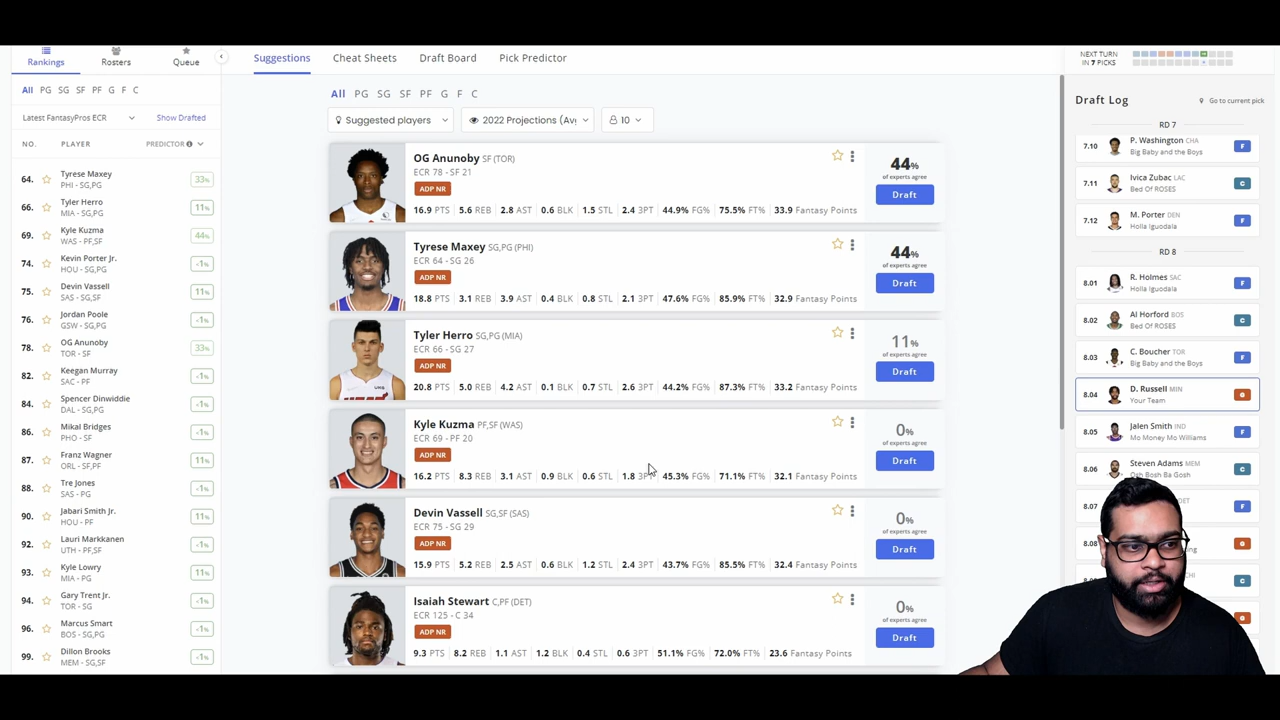 Rankings
Rosters
Queue
All PG SG SF PF G F C
Latest FantasyPros ECR
Show Drafted
NO. PLAYER PREDICTOR
64. Tyrese Maxey 33%
PHI - SG,PG
66. Tyler Herro 11%
MIA - SG,PG
69. Kyle Kuzma 44%
WAS - PF,SF
74. Kevin Porter Jr. <1%
HOU - SG,PG
75. Devin Vassell 11%
SAS - SG,SF
76. Jordan Poole <1%
GSW - SG,PG
78. OG Anunoby 33%
TOR - SF
82. Keegan Murray <1%
SAC - PF
84. Spencer Dinwiddie <1%
DAL - SG,PG
86. Mikal Bridges <1%
PHO - SF
87. Franz Wagner 11%
ORL - SF,PF
88. Tre Jones <1%
SAS - PG
90. Jabari Smith Jr. <1%
HOU - PF
92. Lauri Markkanen <1%
UTH - PF,SF
93. Kyle Lowry 11%
MIA - PG
94. Gary Trent Jr. <1%
TOR - SG
96. Marcus Smart <1%
BOS - SG,PG
99. Dillon Brooks <1%
MEM - SG,SF
Suggestions Cheat Sheets Draft Board Pick Predictor
All PG SG SF PF G F C
Suggested players
2022 Projections (Avg
10
OG Anunoby SF (TOR)
ECR 78 - SF 21
ADP NR
16.9 PTS 5.6 REB 2.8 AST 0.6 BLK 1.5 STL 2.4 3PT 44.9% FG% 75.5% FT% 33.9 Fantasy Points
44%
of experts agree
Draft
Tyrese Maxey SG,PG (PHI)
ECR 64 - SG 26
ADP NR
18.8 PTS 3.1 REB 3.9 AST 0.4 BLK 0.8 STL 2.1 3PT 47.6% FG% 85.9% FT% 32.9 Fantasy Points
44%
of experts agree
Draft
Tyler Herro SG,PG (MIA)
ECR 66 - SG 27
ADP NR
20.8 PTS 5.0 REB 4.2 AST 0.1 BLK 0.7 STL 2.6 3PT 44.2% FG% 87.3% FT% 33.2 Fantasy Points
11%
of experts agree
Draft
Kyle Kuzma PF,SF (WAS)
ECR 69 - PF 20
ADP NR
16.2 PTS 8.3 REB 3.1 AST 0.9 BLK 0.6 STL 1.8 3PT 45.3% FG% 71.1% FT% 32.1 Fantasy Points
0%
of experts agree
Draft
Devin Vassell SG,SF (SAS)
ECR 75 - SG 29
ADP NR
15.9 PTS 5.2 REB 2.5 AST 0.6 BLK 1.2 STL 2.4 3PT 43.7% FG% 85.5% FT% 32.4 Fantasy Points
0%
of experts agree
Draft
Isaiah Stewart C,PF (DET)
ECR 125 - C 34
ADP NR
9.3 PTS 8.2 REB 1.1 AST 1.2 BLK 0.4 STL 0.6 3PT 51.1% FG% 72.0% FT% 23.6 Fantasy Points
0%
of experts agree
Draft
NEXT TURN
IN 7 PICKS
Draft Log
Go to current pick
RD 7
7.10 P. Washington CHA F
Big Baby and the Boys
7.11 Ivica Zubac LAC C
Bed Of ROSES
7.12 M. Porter DEN F
Holla Iguodala
RD 8
8.01 R. Holmes SAC F
Holla Iguodala
8.02 Al Horford BOS C
Bed Of ROSES
8.03 C. Boucher TOR F
Big Baby and the Boys
8.04 D. Russell MIN G
Your Team
8.05 Jalen Smith IND F
Mo Money Mo Williams
8.06 Steven Adams MEM C
Osh Bosh Ba Gosh
8.07 DET F
8.08 G
C
G